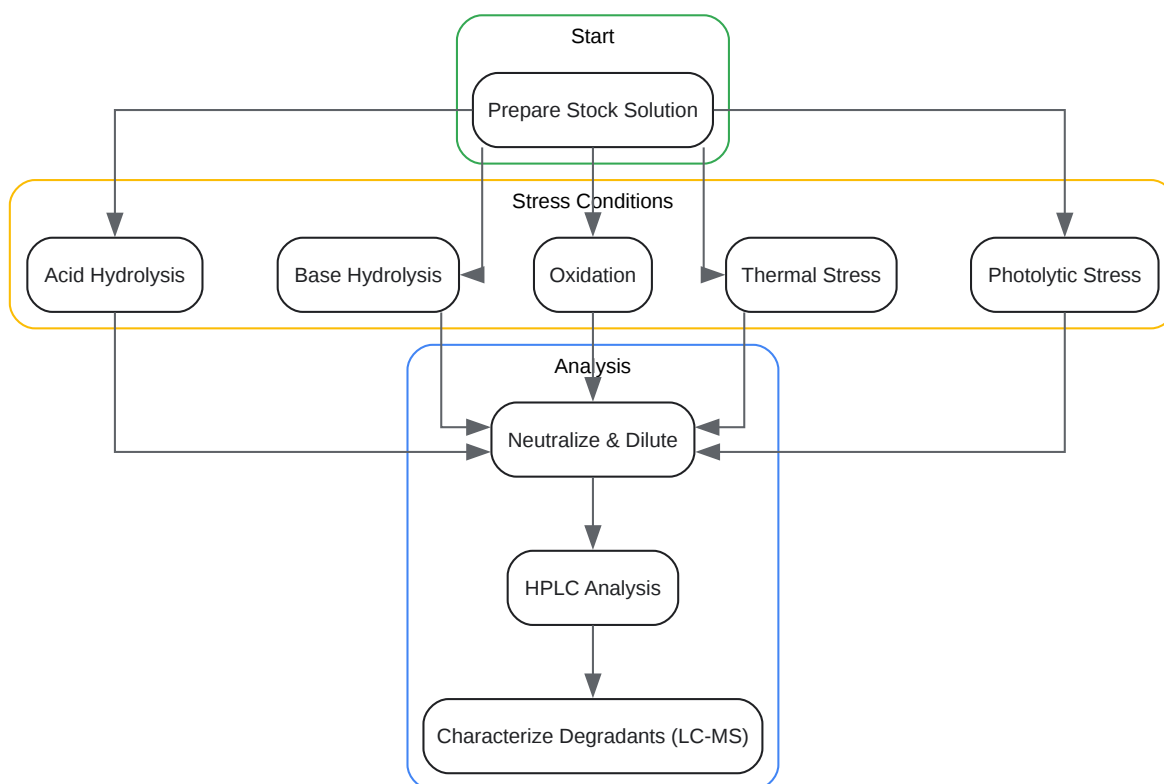 Start
Prepare Stock Solution
Stress Conditions
Acid Hydrolysis
Base Hydrolysis
Oxidation
Thermal Stress
Photolytic Stress
Analysis
Neutralize & Dilute
HPLC Analysis
Characterize Degradants (LC-MS)